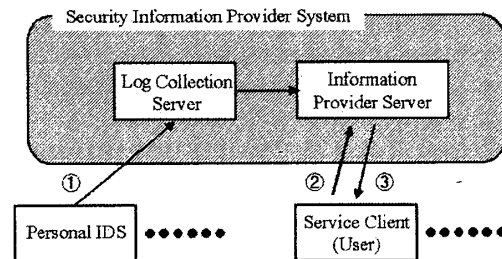 Security Information Provider System
Log Collection
Server
Information
Provider Server
①
②
③
Personal IDS
Service Client
(User)